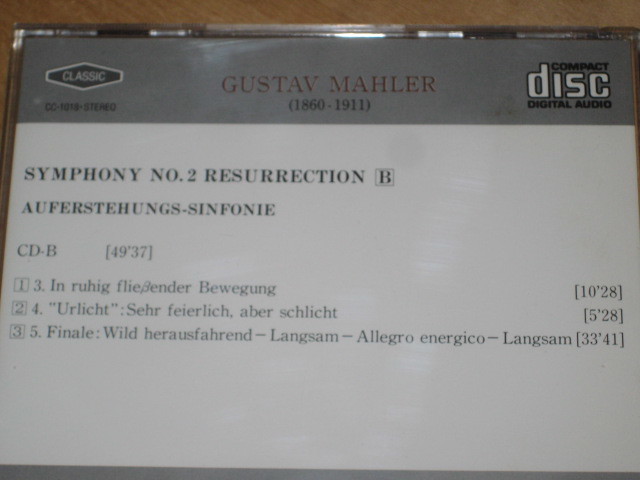 CLASSIC
CC-1018·STEREO
GUSTAV MAHLER
(1860-1911)
COMPACT
disc
DIGITAL AUDIO
SYMPHONY NO. 2 RESURRECTION B
AUFERSTEHUNGS-SINFONIE
CD-B [49'37]
1 3. In ruhig fließender Bewegung [10'28]
2 4. "Urlicht": Sehr feierlich, aber schlicht [5'28]
3 5. Finale: Wild herausfahrend－Langsam－Allegro energico－Langsam [33'41]